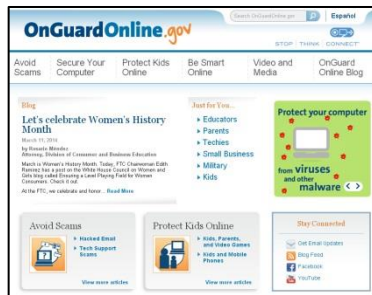 OnGuardOnline.gov
Search OnGuardOnline.gov
Español
STOP | THINK | CONNECT
Avoid Scams
Secure Your Computer
Protect Kids Online
Be Smart Online
Video and Media
OnGuard Online Blog
Blog
Let's celebrate Women's History Month
March 11, 2014
by Rosario Mendez
Attorney, Division of Consumer and Business Education
March is Women's History Month. Today, FTC Chairwoman Edith
Ramirez has a post on the White House Council on Women and
Girls blog called Ensuring a Level Playing Field for Women
Consumers. Check it out.
At the FTC, we celebrate and honor... Read More
Just for You...
Educators
Parents
Techies
Small Business
Military
Kids
Protect your computer
from viruses
and other
malware
Avoid Scams
Hacked Email
Tech Support
Scams
View more articles
Protect Kids Online
Kids, Parents,
and Video Games
Kids and Mobile
Phones
View more articles
Stay Connected
Get Email Updates
Blog Feed
Facebook
YouTube